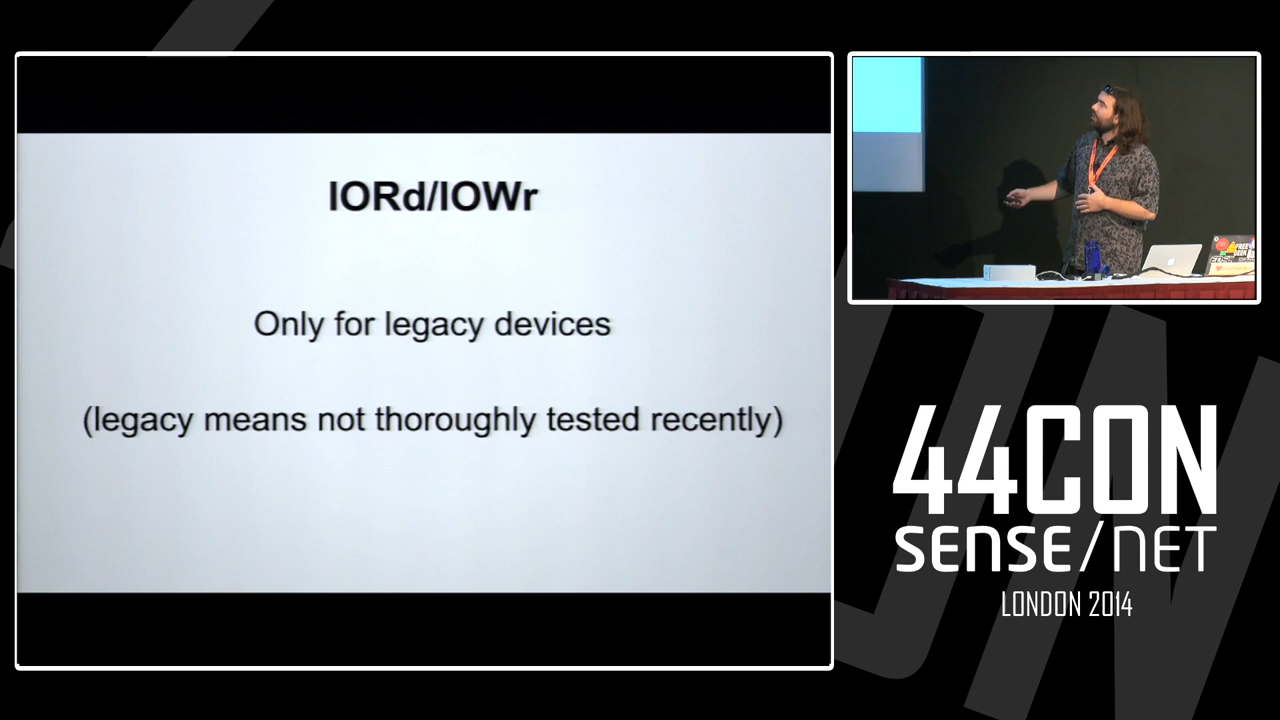 IORd/IOWr
Only for legacy devices
(legacy means not thoroughly tested recently)
44CON
SENSE/NET
LONDON 2014